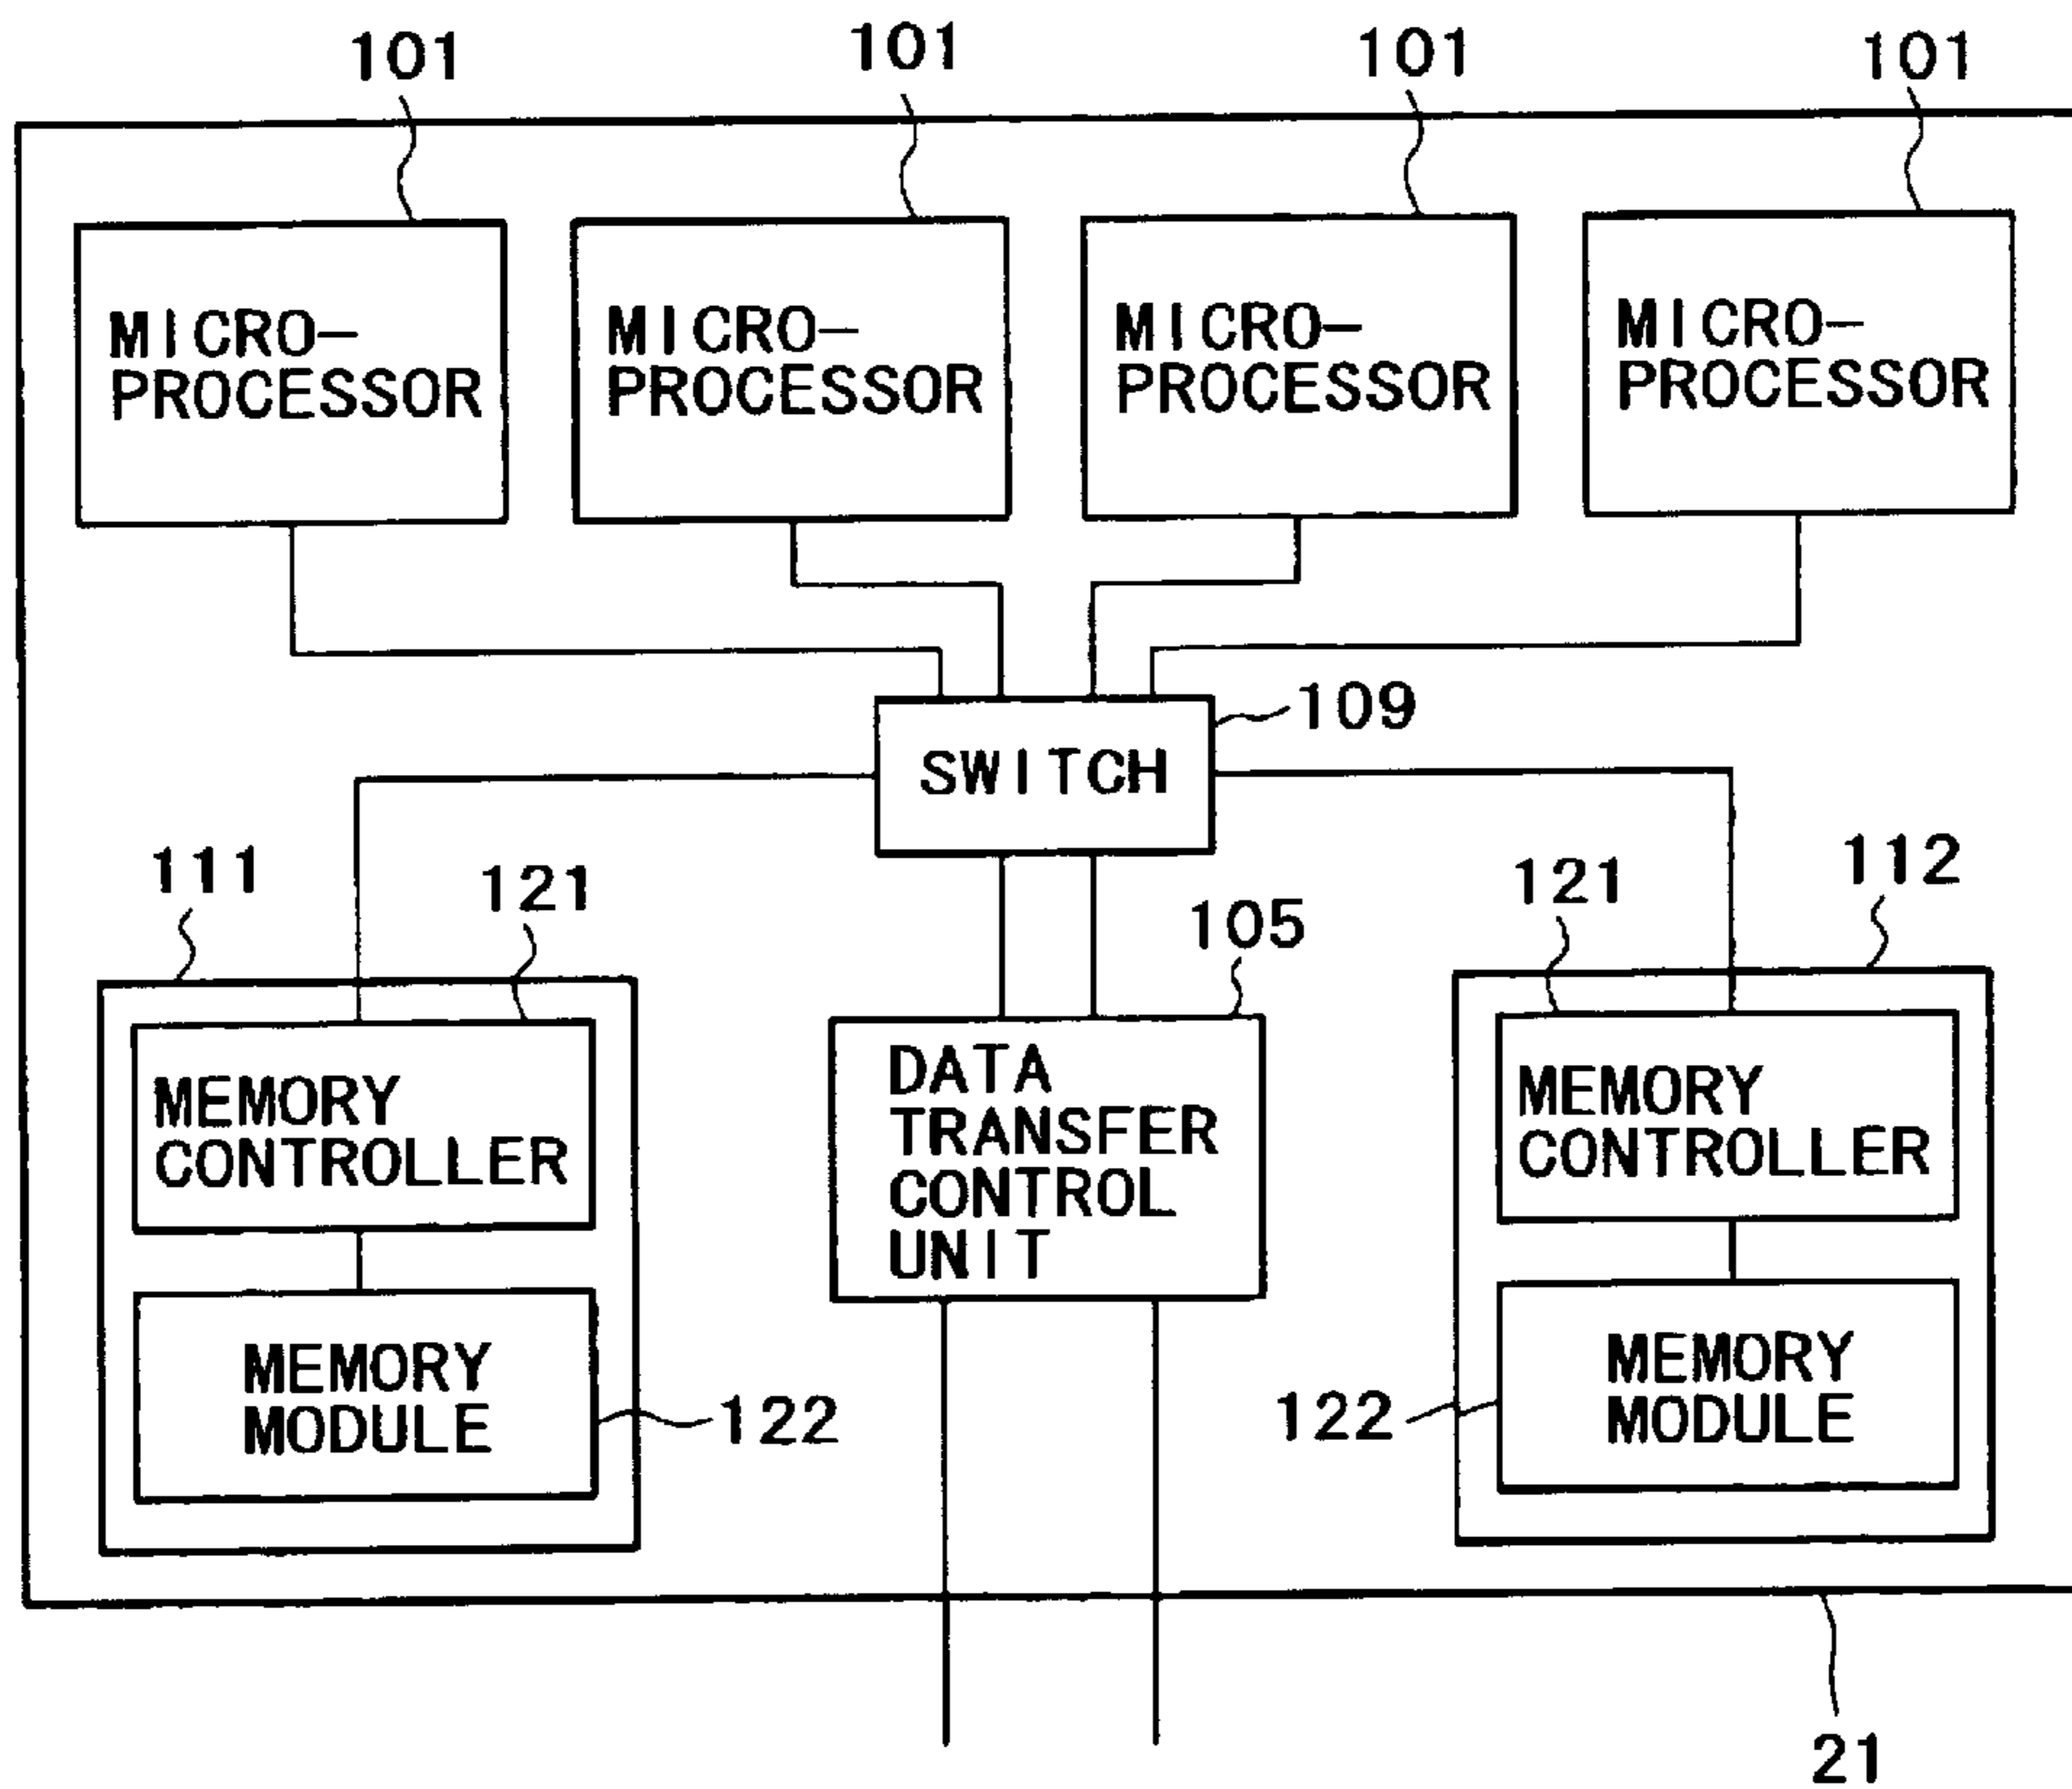 101
101
101
101
MICRO-
PROCESSOR
MICRO-
PROCESSOR
MICRO-
PROCESSOR
MICRO-
PROCESSOR
109
SWITCH
111
121
105
121
112
MEMORY
CONTROLLER
DATA
TRANSFER
CONTROL
UNIT
MEMORY
CONTROLLER
MEMORY
MODULE
122
122
MEMORY
MODULE
21